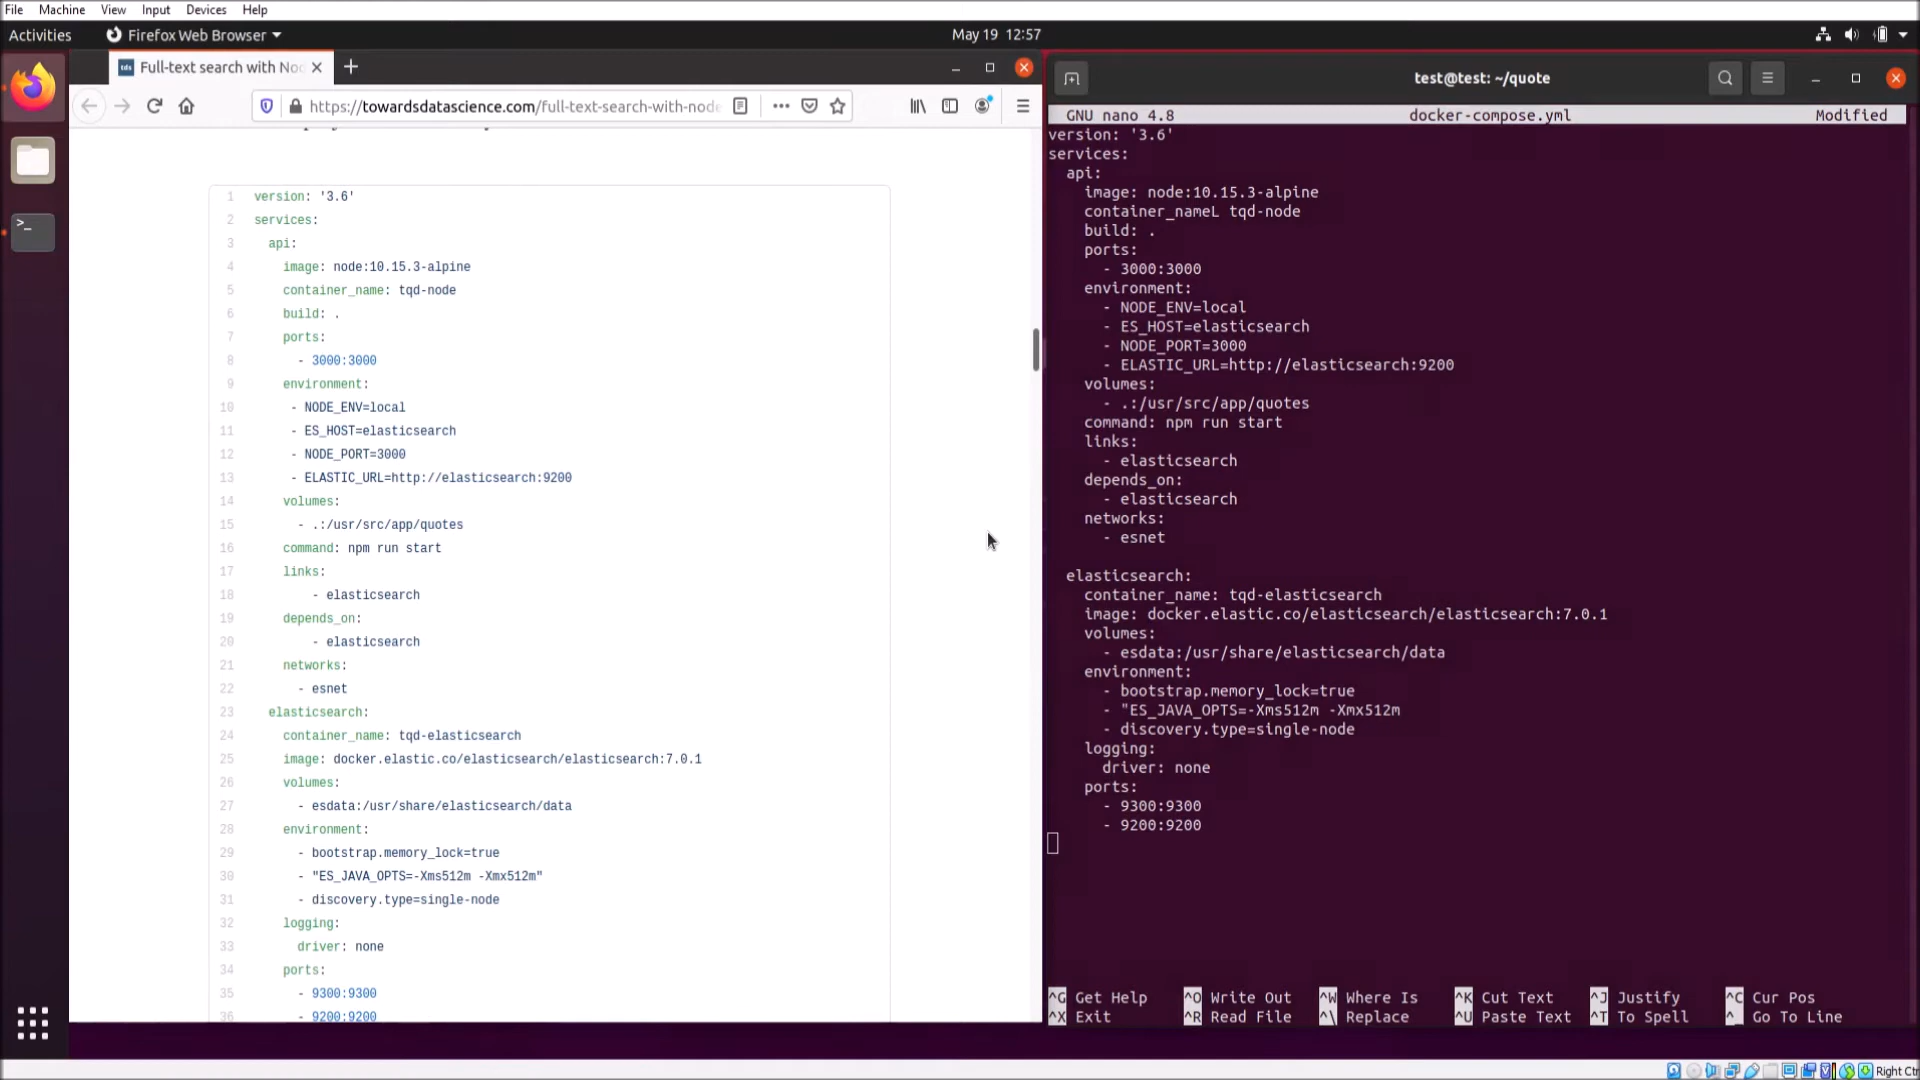 File Machine View Input Devices Help
Activities Firefox Web Browser May 19 12:57
Full-text search with Noc
https://towardsdatascience.com/full-text-search-with-node
1 version: '3.6'
2 services:
3 api:
4 image: node:10.15.3-alpine
5 container_name: tqd-node
6 build: .
7 ports:
8 - 3000:3000
9 environment:
10 - NODE_ENV=local
11 - ES_HOST=elasticsearch
12 - NODE_PORT=3000
13 - ELASTIC_URL=http://elasticsearch:9200
14 volumes:
15 - .:/usr/src/app/quotes
16 command: npm run start
17 links:
18 - elasticsearch
19 depends_on:
20 - elasticsearch
21 networks:
22 - esnet
23 elasticsearch:
24 container_name: tqd-elasticsearch
25 image: docker.elastic.co/elasticsearch/elasticsearch:7.0.1
26 volumes:
27 - esdata:/usr/share/elasticsearch/data
28 environment:
29 - bootstrap.memory_lock=true
30 - "ES_JAVA_OPTS=-Xms512m -Xmx512m"
31 - discovery.type=single-node
32 logging:
33 driver: none
34 ports:
35 - 9300:9300
36 - 9200:9200
test@test: ~/quote
GNU nano 4.8 docker-compose.yml Modified
version: '3.6'
services:
api:
image: node:10.15.3-alpine
container_nameL tqd-node
build: .
ports:
- 3000:3000
environment:
- NODE_ENV=local
- ES_HOST=elasticsearch
- NODE_PORT=3000
- ELASTIC_URL=http://elasticsearch:9200
volumes:
- .:/usr/src/app/quotes
command: npm run start
links:
- elasticsearch
depends_on:
- elasticsearch
networks:
- esnet
elasticsearch:
container_name: tqd-elasticsearch
image: docker.elastic.co/elasticsearch/elasticsearch:7.0.1
volumes:
- esdata:/usr/share/elasticsearch/data
environment:
- bootstrap.memory_lock=true
- "ES_JAVA_OPTS=-Xms512m -Xmx512m
- discovery.type=single-node
logging:
driver: none
ports:
- 9300:9300
- 9200:9200
^G Get Help ^O Write Out ^W Where Is ^K Cut Text ^J Justify ^C Cur Pos
^X Exit ^R Read File ^\ Replace ^U Paste Text ^T To Spell ^_ Go To Line
Right Ctr